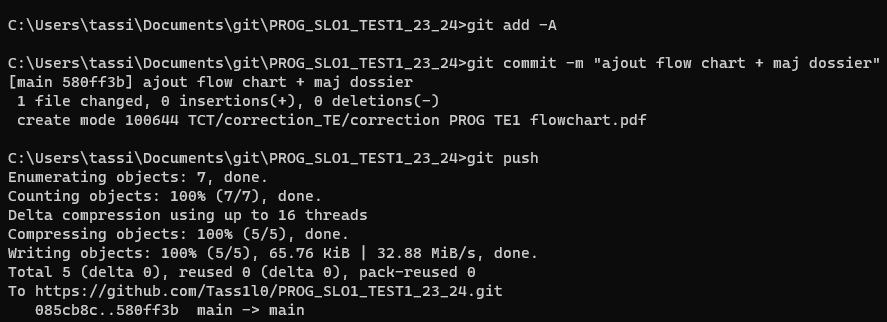 C:\Users\tassi\Documents\git\PROG_SLO1_TEST1_23_24>git add -A
C:\Users\tassi\Documents\git\PROG_SLO1_TEST1_23_24>git commit -m "ajout flow chart + maj dossier"
[main 580ff3b] ajout flow chart + maj dossier
 1 file changed, 0 insertions(+), 0 deletions(-)
 create mode 100644 TCT/correction_TE/correction PROG TE1 flowchart.pdf
C:\Users\tassi\Documents\git\PROG_SLO1_TEST1_23_24>git push
Enumerating objects: 7, done.
Counting objects: 100% (7/7), done.
Delta compression using up to 16 threads
Compressing objects: 100% (5/5), done.
Writing objects: 100% (5/5), 65.76 KiB | 32.88 MiB/s, done.
Total 5 (delta 0), reused 0 (delta 0), pack-reused 0
To https://github.com/Tass1l0/PROG_SLO1_TEST1_23_24.git
   085cb8c..580ff3b  main -> main